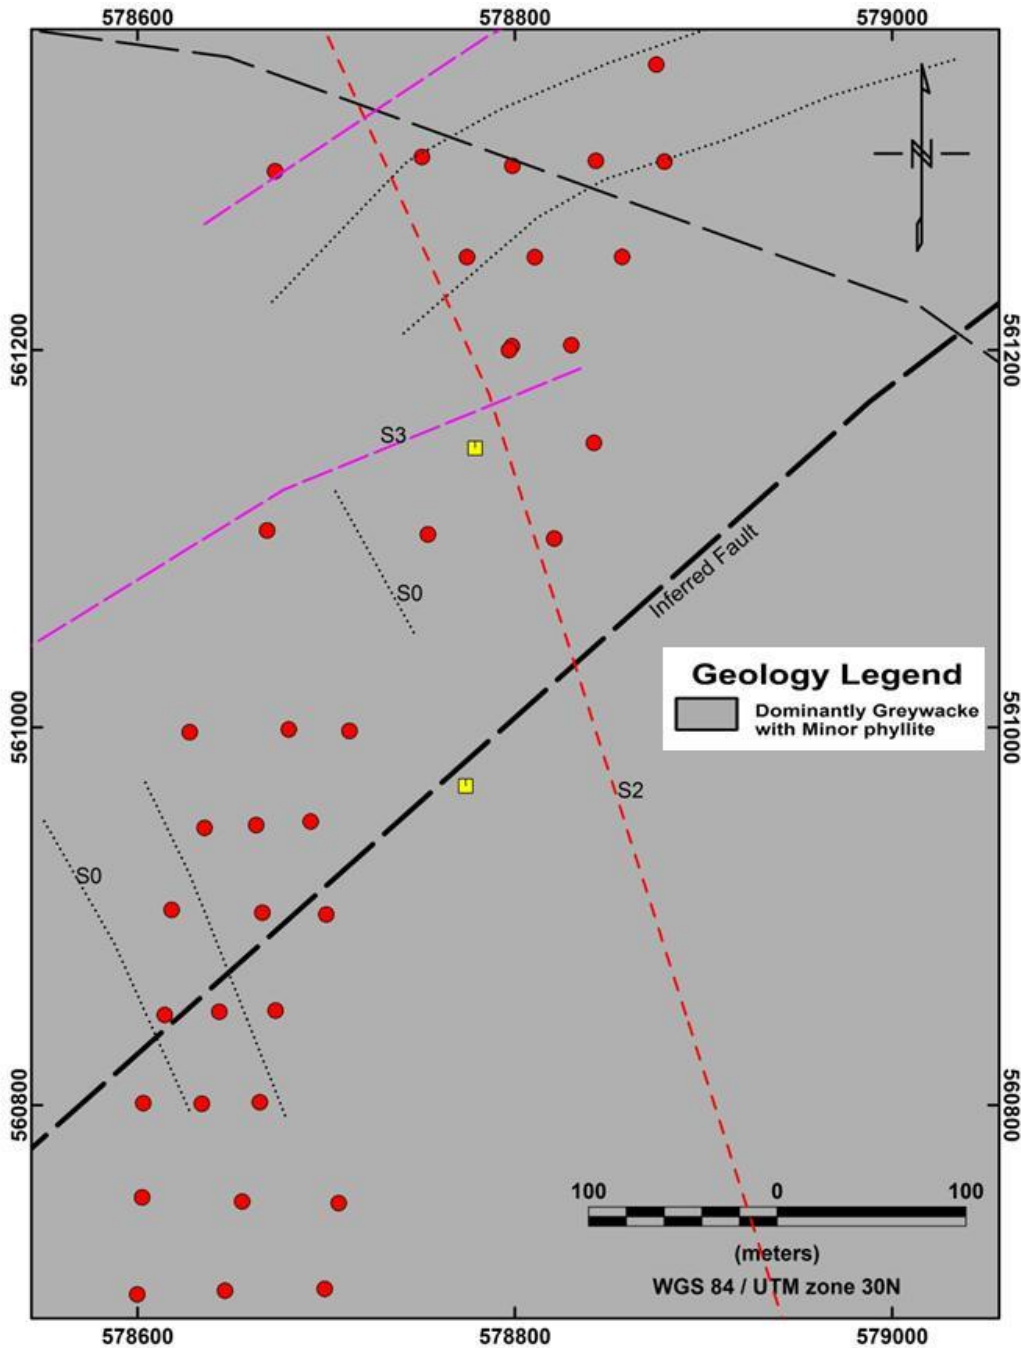 578600 578800 579000
561200 561200
S3
Inferred Fault
S0
Geology Legend
Dominantly Greywacke
with Minor phyllite
561000 561000
S2
S0
560800 560800
100 0 100
(meters)
WGS 84 / UTM zone 30N
578600 578800 579000
N